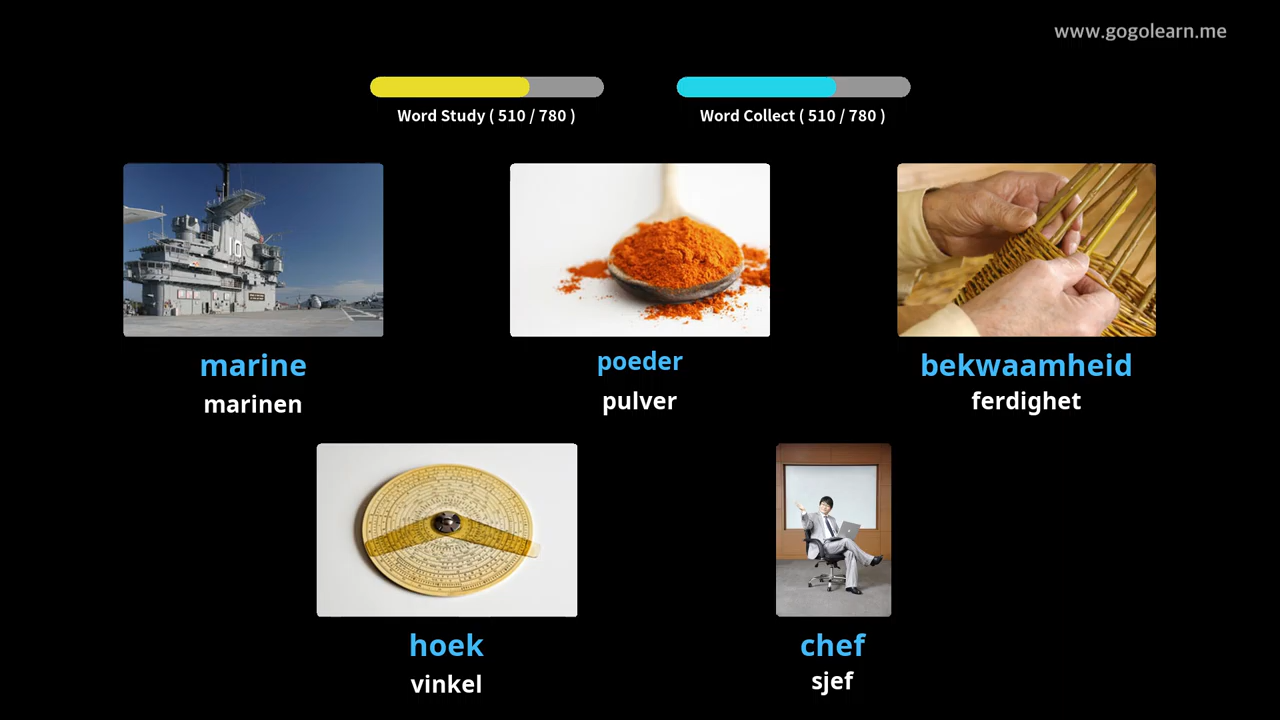 www.gogolearn.me
Word Study ( 510 / 780 )
Word Collect ( 510 / 780 )
10
marine
marinen
poeder
pulver
bekwaamheid
ferdighet
hoek
vinkel
chef
sjef